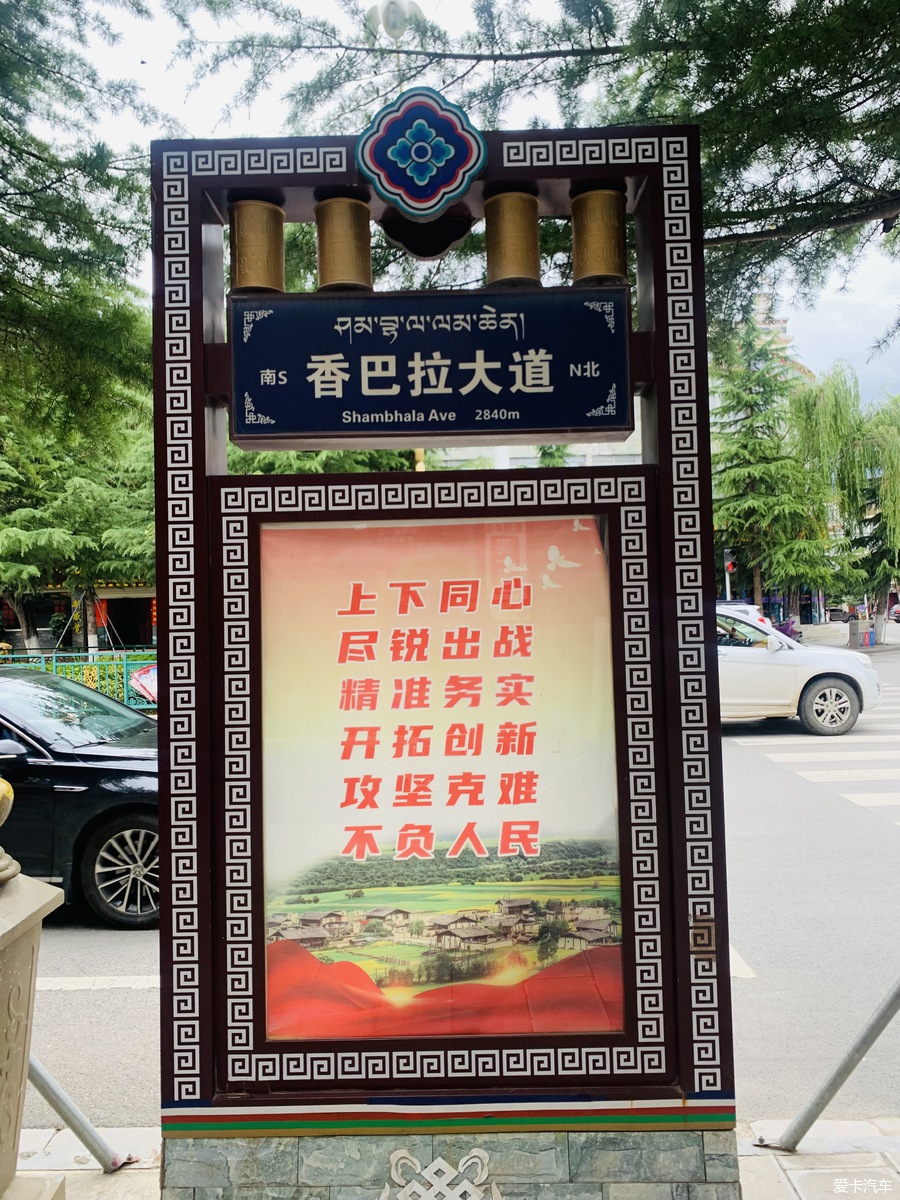 ཤམ་བྷ་ལ་ལམ་ཆེན།
南S 香巴拉大道 N北
Shambhala Ave 2840m
上下同心
尽锐出战
精准务实
开拓创新
攻坚克难
不负人民
爱卡汽车